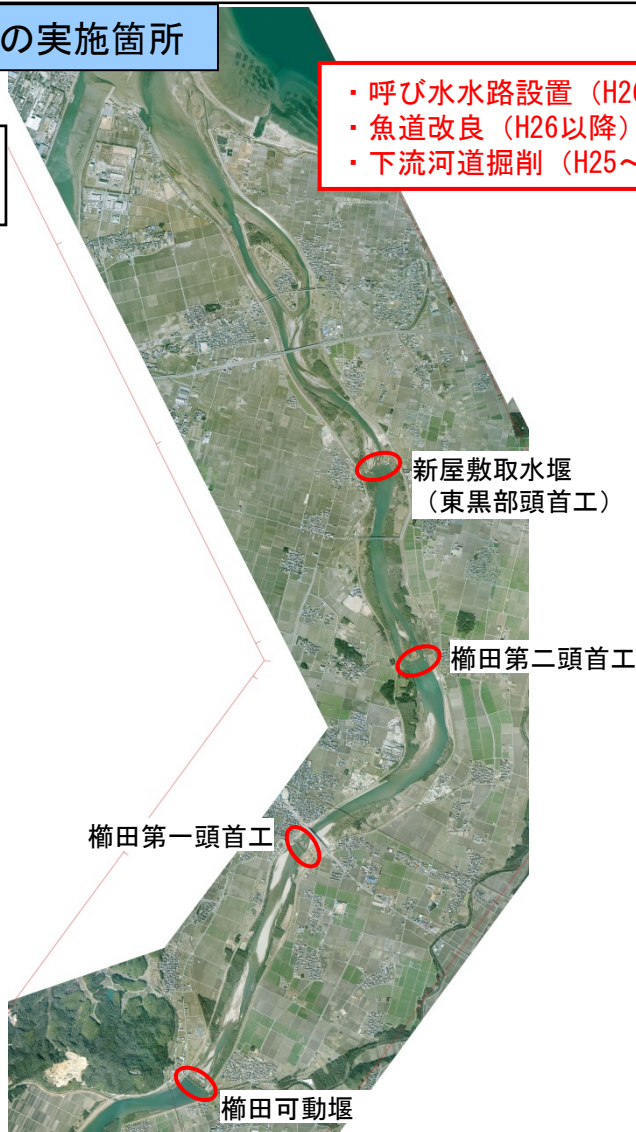 の実施箇所
・呼び水水路設置（H26
・魚道改良（H26以降）
・下流河道掘削（H25～
新屋敷取水堰
（東黒部頭首工）
櫛田第二頭首工
櫛田第一頭首工
櫛田可動堰